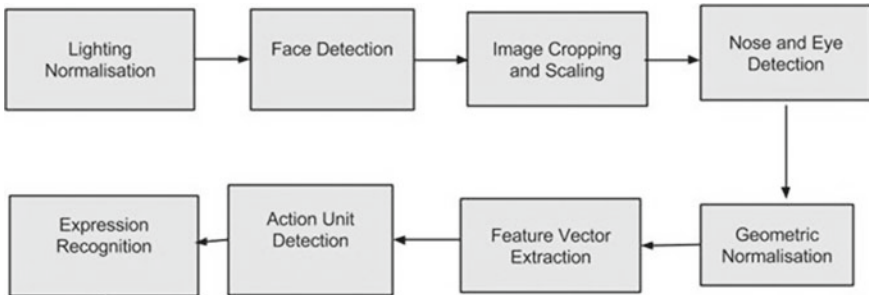 Lighting
Normalisation
Face Detection
Image Cropping
and Scaling
Nose and Eye
Detection
Geometric
Normalisation
Feature Vector
Extraction
Action Unit
Detection
Expression
Recognition